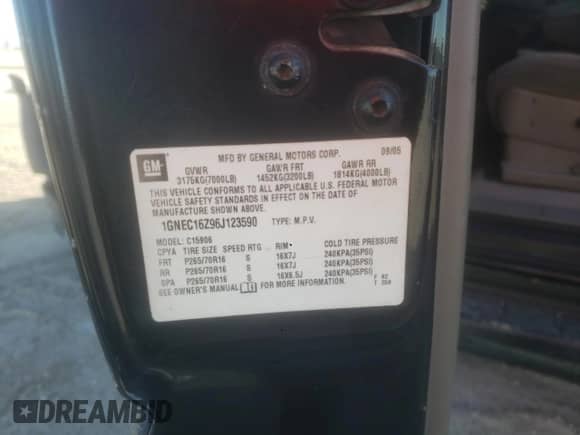 MFD BY GENERAL MOTORS CORP. 09/05
GM GVWR GAWR FRT GAWR RR
3175KG(7000LB) 1452KG(3200LB) 1814KG(4000LB)
THIS VEHICLE CONFORMS TO ALL APPLICABLE U.S. FEDERAL MOTOR
VEHICLE SAFETY STANDARDS IN EFFECT ON THE DATE OF
MANUFACTURE SHOWN ABOVE.
1GNEC16Z96J123590 TYPE: M.P.V.
MODEL: C15906
CPYA TIRE SIZE SPEED RTG RIM COLD TIRE PRESSURE
FRT P265/70R16 S 16X7J 240KPA(35PSI)
RR P265/70R16 S 16X7J 240KPA(35PSI)
SPA P265/70R16 S 16X6.5J 240KPA(35PSI)
SEE OWNER'S MANUAL FOR MORE INFORMATION.
DREAMBID